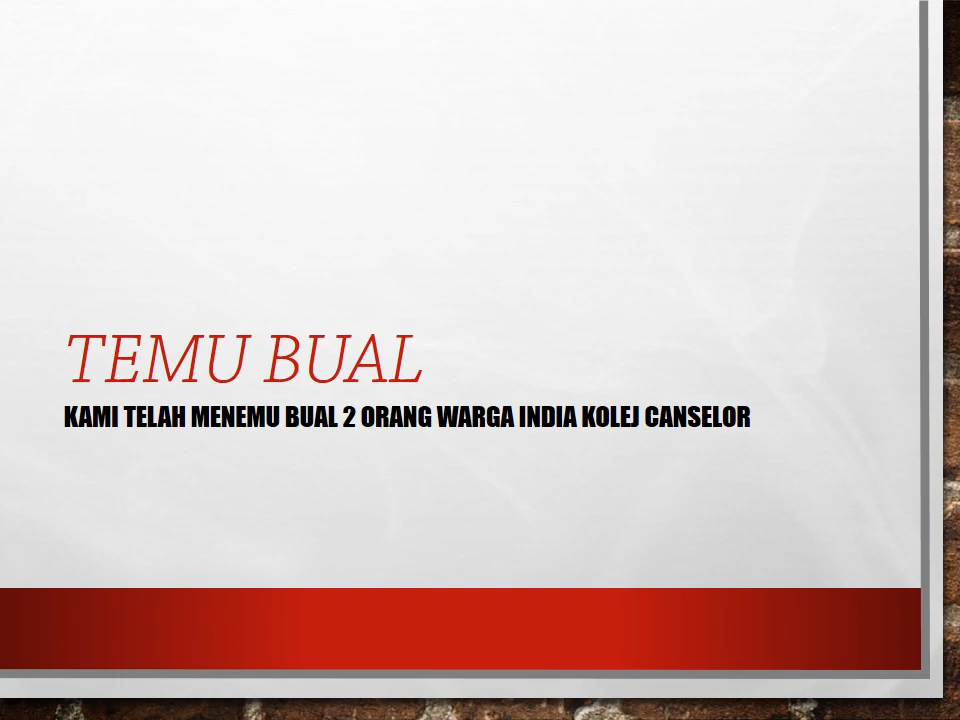 TEMU BUAL
KAMI TELAH MENEMU BUAL 2 ORANG WARGA INDIA KOLEJ CANSELOR